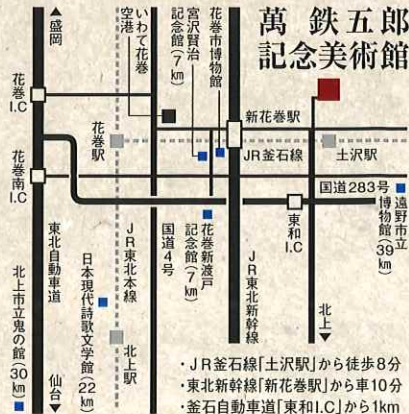 萬 鉄五郎
記念美術館
▲盛岡
いわて花巻
空港
宮沢賢治
記念館(7km)
花巻市博物館
花巻I.C
花巻駅
新花巻駅
JR釜石線
土沢駅
花巻南I.C
国道283号
遠野市立
博物館(39km)
東和I.C
東北自動車道
JR東北本線
国道4号
花巻新渡戸
記念館(7km)
JR東北新幹線
北上▼
北上市立鬼の館(30km)
仙台▼
日本現代詩歌文学館(22km)
北上駅
・JR釜石線「土沢駅」から徒歩8分
・東北新幹線「新花巻駅」から車10分
・釜石自動車道「東和I.C」から1km